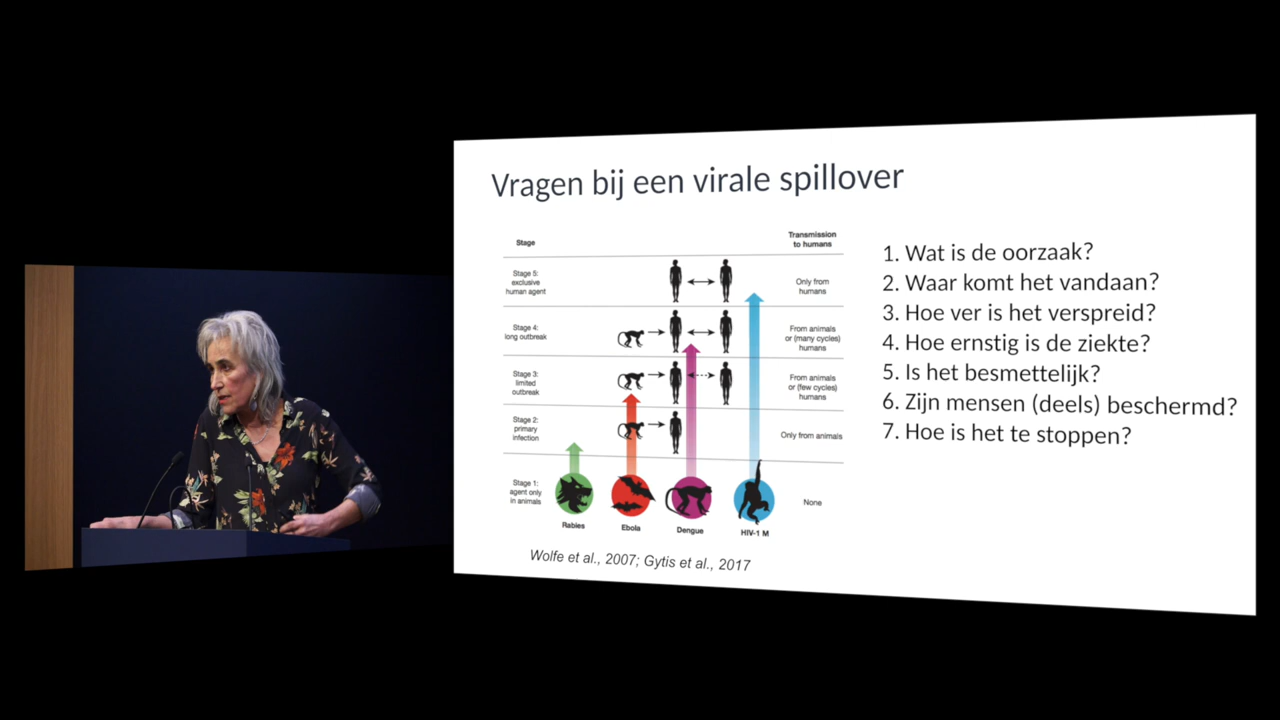 Vragen bij een virale spillover
Stage
Transmission
to humans
Stage 5:
exclusive
human agent
Only from
humans
Stage 4:
long outbreak
From animals
or (many cycles)
humans
Stage 3:
limited
outbreak
From animals
or (few cycles)
humans
Stage 2:
primary
infection
Only from animals
Stage 1:
agent only
in animals
None
Rabies
Ebola
Dengue
HIV-1 M
Wolfe et al., 2007; Gytis et al., 2017
1. Wat is de oorzaak?
2. Waar komt het vandaan?
3. Hoe ver is het verspreid?
4. Hoe ernstig is de ziekte?
5. Is het besmettelijk?
6. Zijn mensen (deels) beschermd?
7. Hoe is het te stoppen?